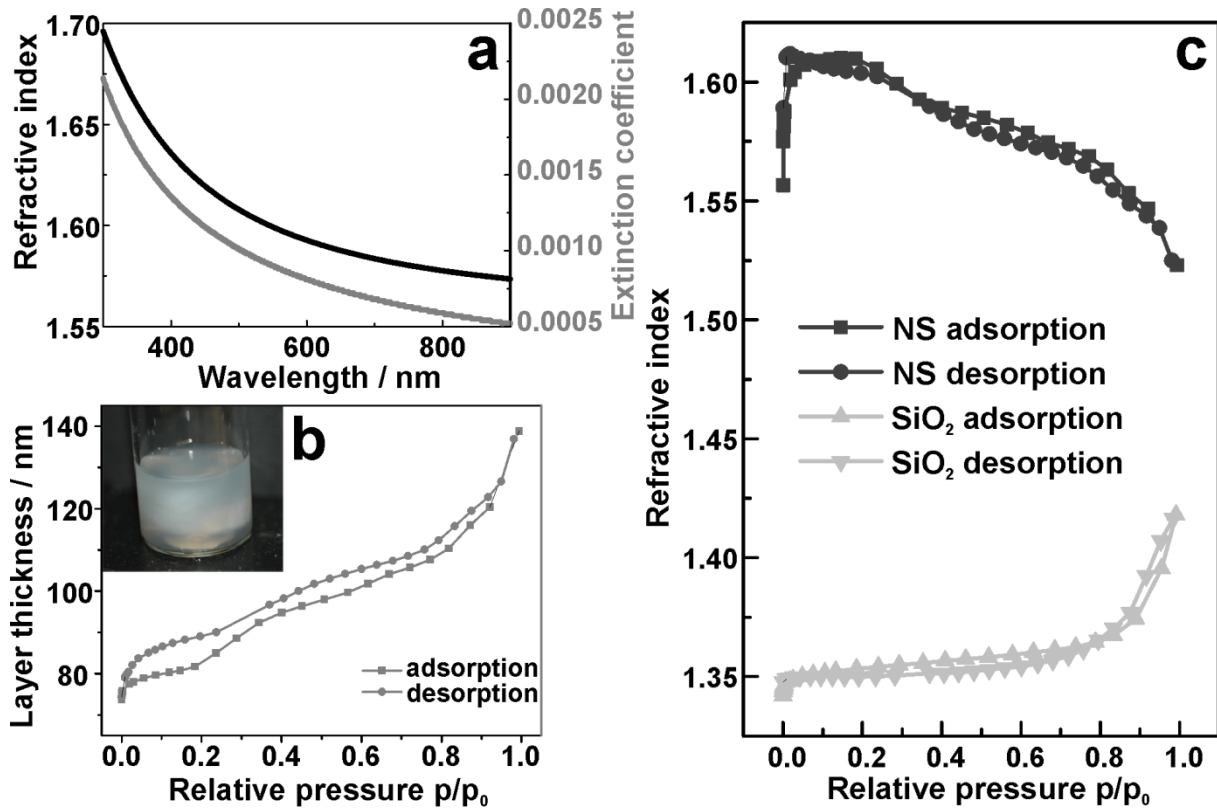 a
1.70
1.65
1.60
1.55
Refractive index
0.0025
0.0020
0.0015
0.0010
0.0005
Extinction coefficient
400 600 800
Wavelength / nm
b
140
120
100
80
Layer thickness / nm
adsorption
desorption
0.0 0.2 0.4 0.6 0.8 1.0
Relative pressure p/p₀
c
1.60
1.55
1.50
1.45
1.40
1.35
Refractive index
NS adsorption
NS desorption
SiO₂ adsorption
SiO₂ desorption
0.0 0.2 0.4 0.6 0.8 1.0
Relative pressure p/p₀